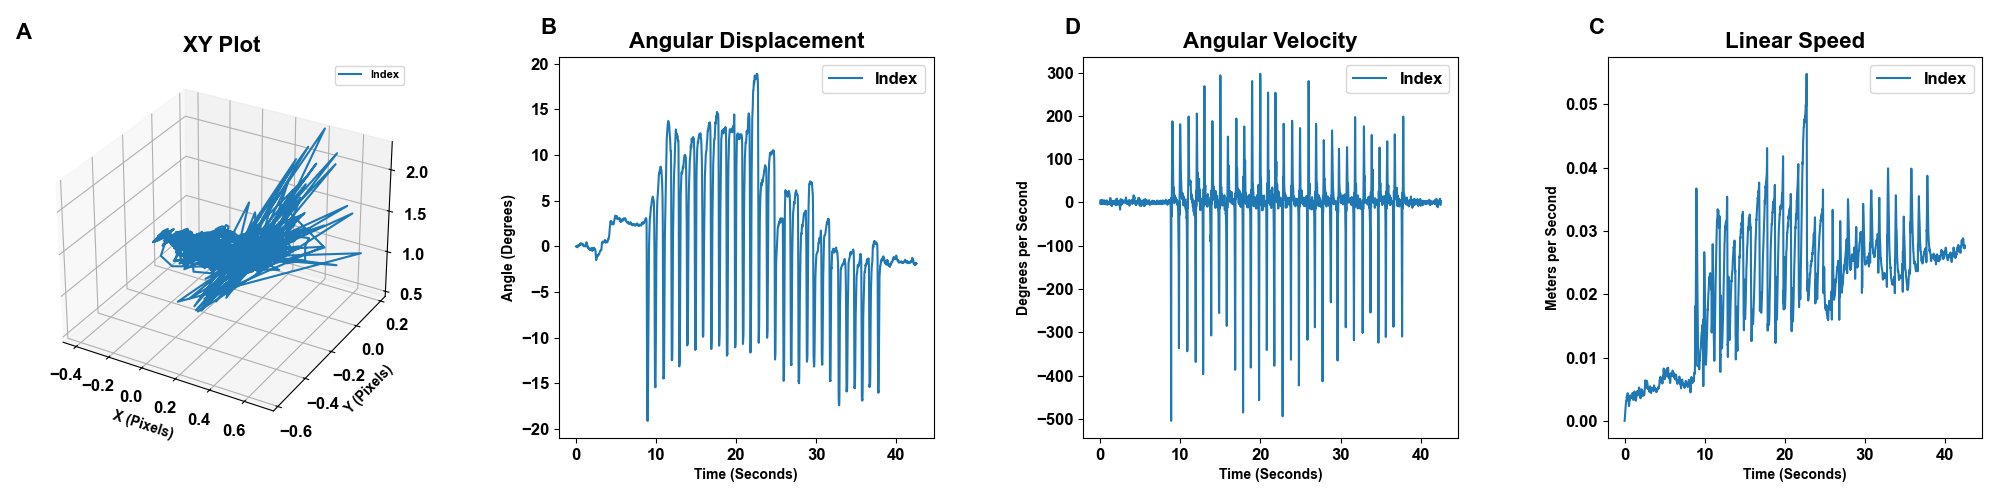 A
XY Plot
Index
2.0
1.5
1.0
0.5
0.2
0.0
−0.2
−0.4
−0.6
Y (Pixels)
−0.4
−0.2
0.0
0.2
0.4
0.6
X (Pixels)
B
Angular Displacement
Index
20
15
10
5
0
−5
−10
−15
−20
Angle (Degrees)
0 10 20 30 40
Time (Seconds)
D
Angular Velocity
Index
300
200
100
0
−100
−200
−300
−400
−500
Degrees per Second
0 10 20 30 40
Time (Seconds)
C
Linear Speed
Index
0.05
0.04
0.03
0.02
0.01
0.00
Meters per Second
0 10 20 30 40
Time (Seconds)